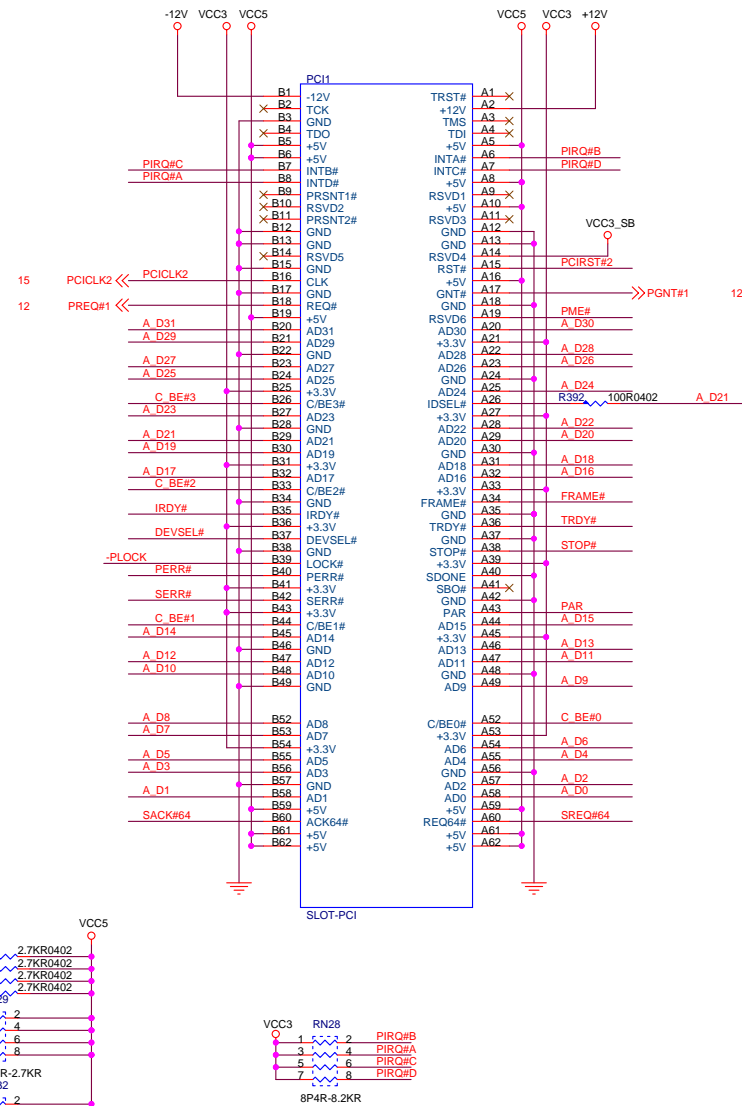 -12V VCC3 VCC5 VCC5 VCC3 +12V
PCI1
B1 -12V TRST# A1
B2 TCK +12V A2
B3 GND TMS A3
B4 TDO TDI A4
B5 +5V +5V A5
B6 +5V INTA# A6 PIRQ#B
PIRQ#C B7 INTB# INTC# A7 PIRQ#D
PIRQ#A B8 INTD# +5V A8
B9 PRSNT1# RSVD1 A9
B10 RSVD2 +5V A10
B11 PRSNT2# RSVD3 A11
B12 GND GND A12
VCC3_SB
B13 GND GND A13
B14 RSVD5 RSVD4 A14
B15 GND RST# A15 PCIRST#2
15 PCICLK2 PCICLK2 B16 CLK +5V A16
B17 GND GNT# A17 PGNT#1 12
12 PREQ#1 B18 REQ# GND A18
B19 +5V RSVD6 A19 PME#
A_D31 B20 AD31 AD30 A20 A_D30
A_D29 B21 AD29 +3.3V A21
B22 GND AD28 A22 A_D28
A_D27 B23 AD27 AD26 A23 A_D26
A_D25 B24 AD25 GND A24
B25 +3.3V AD24 A25 A_D24
C_BE#3 B26 C/BE3# IDSEL# A26 R392 100R0402 A_D21
A_D23 B27 AD23 +3.3V A27
B28 GND AD22 A28 A_D22
A_D21 B29 AD21 AD20 A29 A_D20
A_D19 B30 AD19 GND A30
B31 +3.3V AD18 A31 A_D18
A_D17 B32 AD17 AD16 A32 A_D16
C_BE#2 B33 C/BE2# +3.3V A33
B34 GND FRAME# A34 FRAME#
IRDY# B35 IRDY# GND A35
B36 +3.3V TRDY# A36 TRDY#
DEVSEL# B37 DEVSEL# GND A37
B38 GND STOP# A38 STOP#
-PLOCK B39 LOCK# +3.3V A39
PERR# B40 PERR# SDONE A40
B41 +3.3V SBO# A41
SERR# B42 SERR# GND A42
B43 +3.3V PAR A43 PAR
C_BE#1 B44 C/BE1# AD15 A44 A_D15
A_D14 B45 AD14 +3.3V A45
B46 GND AD13 A46 A_D13
A_D12 B47 AD12 AD11 A47 A_D11
A_D10 B48 AD10 GND A48
B49 GND AD9 A49 A_D9
A_D8 B52 AD8 C/BE0# A52 C_BE#0
A_D7 B53 AD7 +3.3V A53
B54 +3.3V AD6 A54 A_D6
A_D5 B55 AD5 AD4 A55 A_D4
A_D3 B56 AD3 GND A56
B57 GND AD2 A57 A_D2
A_D1 B58 AD1 AD0 A58 A_D0
B59 +5V +5V A59
SACK#64 B60 ACK64# REQ64# A60 SREQ#64
B61 +5V +5V A61
B62 +5V +5V A62
SLOT-PCI
VCC5
2.7KR0402
2.7KR0402
2.7KR0402
2.7KR0402
2
4
6
8
R-2.7KR
2
VCC3 RN28
1 2 PIRQ#B
3 4 PIRQ#A
5 6 PIRQ#C
7 8 PIRQ#D
8P4R-8.2KR